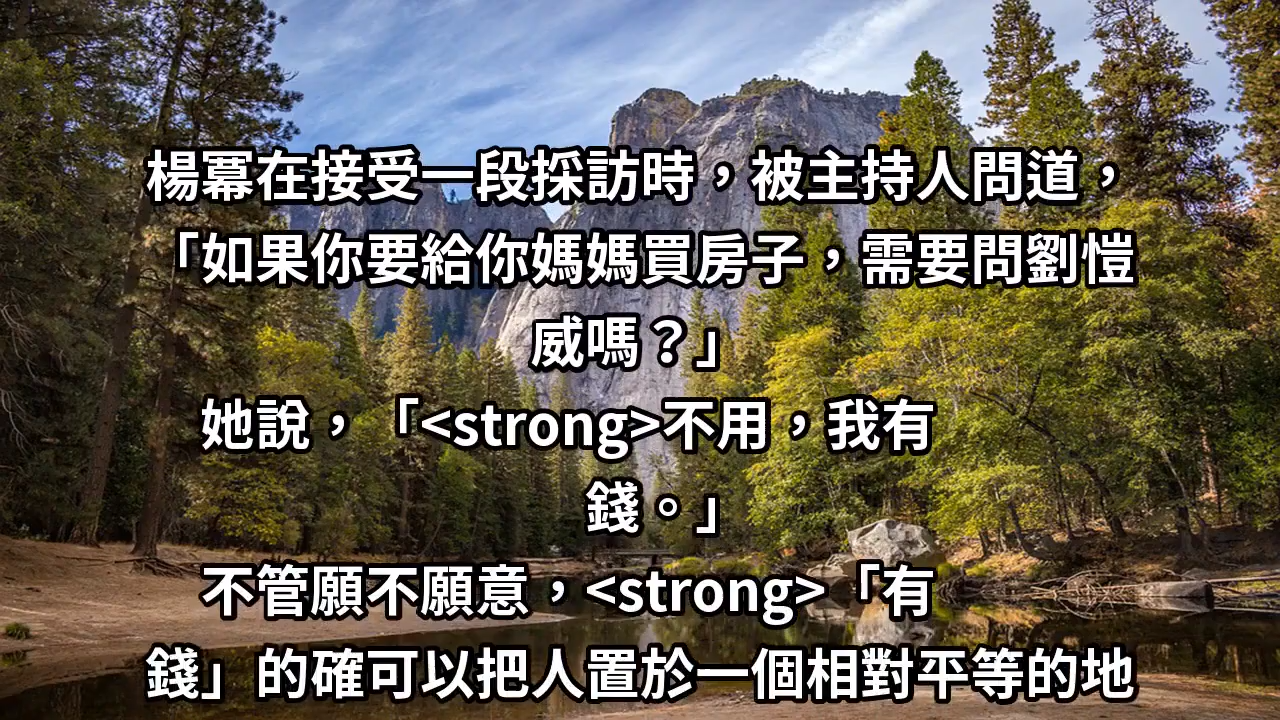 楊冪在接受一段採訪時，被主持人問道，
「如果你要給你媽媽買房子，需要問劉愷
威嗎？」
她說，「<strong>不用，我有
錢。」
不管願不願意，<strong>「有
錢」的確可以把人置於一個相對平等的地